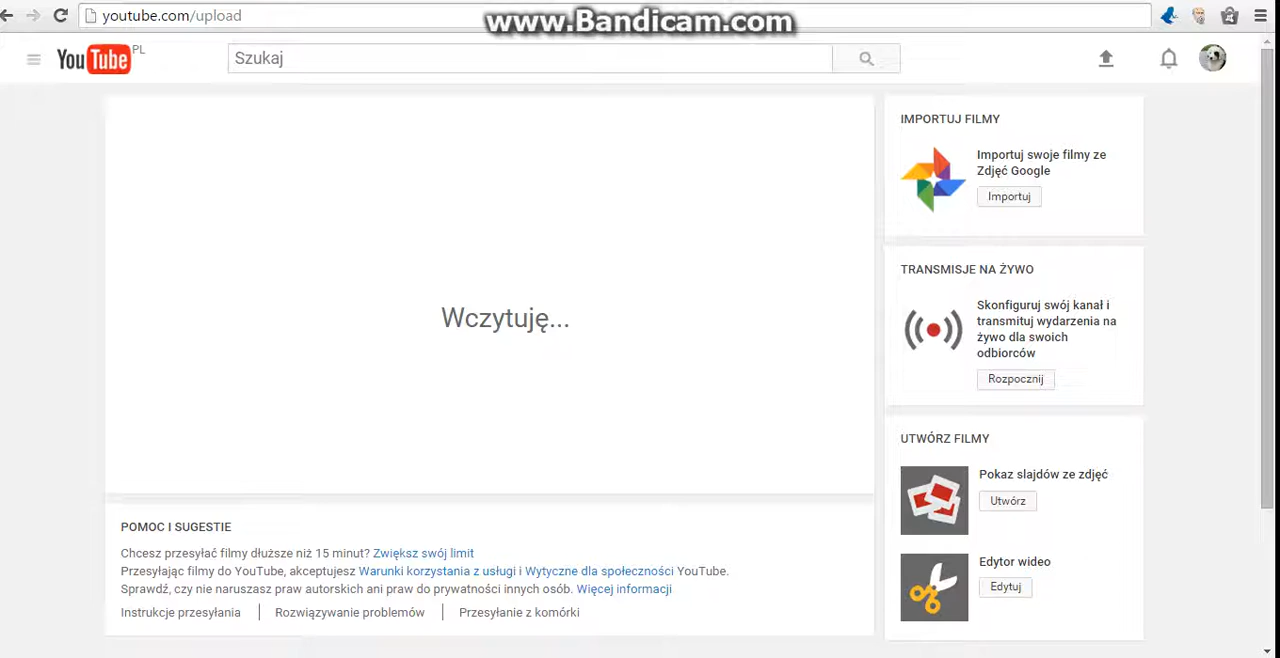 youtube.com/upload
www.Bandicam.com
YouTube PL
Szukaj
IMPORTUJ FILMY
Importuj swoje filmy ze
Zdjęć Google
Importuj
TRANSMISJE NA ŻYWO
Skonfiguruj swój kanał i
transmituj wydarzenia na
żywo dla swoich
odbiorców
Rozpocznij
Wczytuję...
UTWÓRZ FILMY
Pokaz slajdów ze zdjęć
Utwórz
Edytor wideo
Edytuj
POMOC I SUGESTIE
Chcesz przesyłać filmy dłuższe niż 15 minut? Zwiększ swój limit
Przesyłając filmy do YouTube, akceptujesz Warunki korzystania z usługi i Wytyczne dla społeczności YouTube.
Sprawdź, czy nie naruszasz praw autorskich ani praw do prywatności innych osób. Więcej informacji
Instrukcje przesyłania | Rozwiązywanie problemów | Przesyłanie z komórki